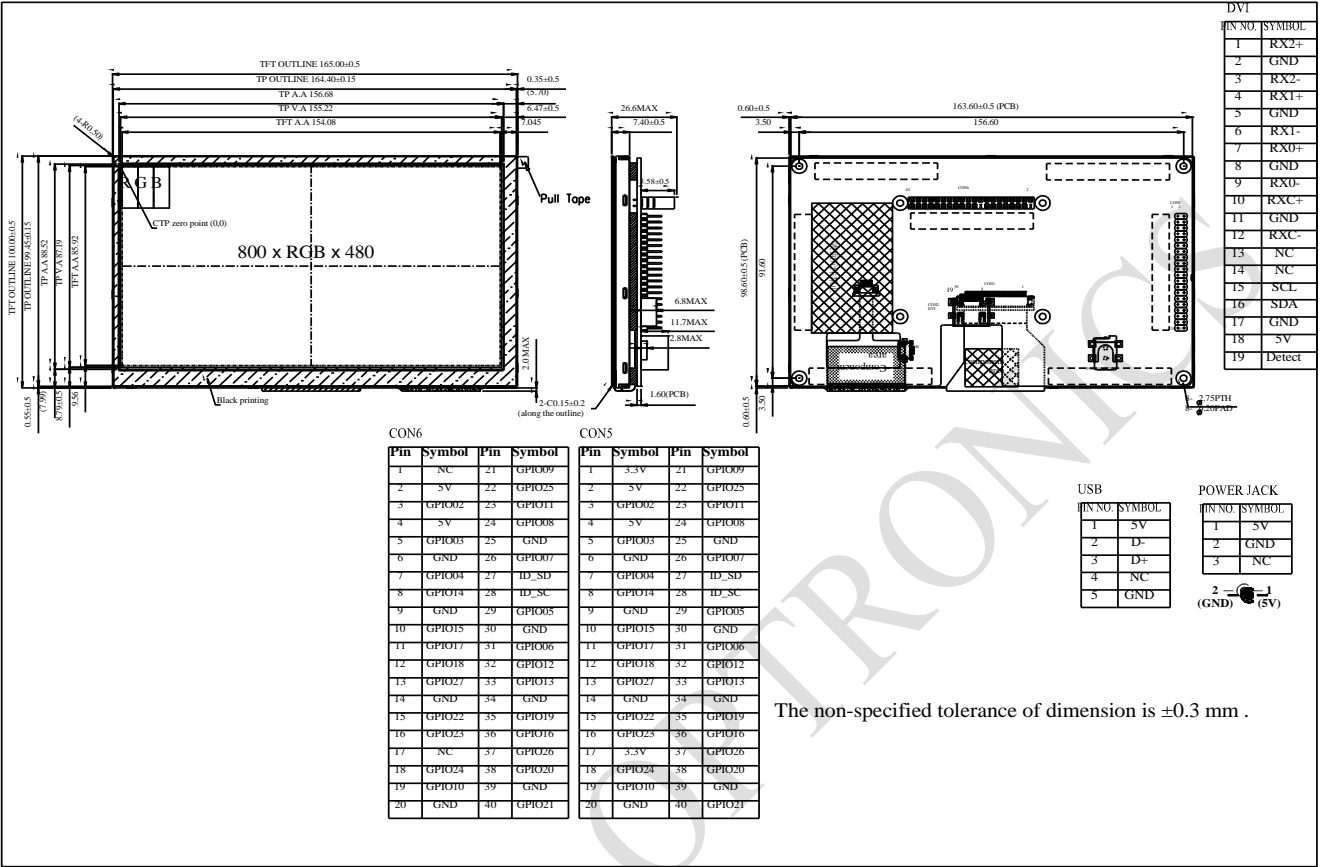 TFT OUTLINE 165.00±0.5
TP OUTLINE 164.40±0.15
TP A.A 156.68
TP V.A 155.22
TFT A.A 154.08
0.35±0.5
(5.70)
6.47±0.5
7.045
(4-R0.50)
TFT OUTLINE 100.00±0.5
TP OUTLINE 99.45±0.15
TP A.A 88.52
TP V.A 87.19
TFT A.A 85.92
G B
CTP zero point (0,0)
800 x RGB x 480
Pull Tape
Black printing
0.55±0.5
(7.99)
8.79±0.5
9.56
2.0 MAX
26.6MAX
7.40±0.5
.58±0.5
6.8MAX
11.7MAX
2.8MAX
2-C0.15±0.2
(along the outline)
1.60(PCB)
0.60±0.5
163.60±0.5 (PCB)
3.50
156.60
98.60±0.5 (PCB)
91.60
0.60±0.5
3.50
40
CON6
2
CON1
CON2
DVI
19
1
Component
area
8- 2.75PTH
8- .20PAD
DVI
PIN NO. SYMBOL
1 RX2+
2 GND
3 RX2-
4 RX1+
5 GND
6 RX1-
7 RX0+
8 GND
9 RX0-
10 RXC+
11 GND
12 RXC-
13 NC
14 NC
15 SCL
16 SDA
17 GND
18 5V
19 Detect
CON6
Pin Symbol Pin Symbol
1 NC 21 GPIO09
2 5V 22 GPIO25
3 GPIO02 23 GPIO11
4 5V 24 GPIO08
5 GPIO03 25 GND
6 GND 26 GPIO07
7 GPIO04 27 ID_SD
8 GPIO14 28 ID_SC
9 GND 29 GPIO05
10 GPIO15 30 GND
11 GPIO17 31 GPIO06
12 GPIO18 32 GPIO12
13 GPIO27 33 GPIO13
14 GND 34 GND
15 GPIO22 35 GPIO19
16 GPIO23 36 GPIO16
17 NC 37 GPIO26
18 GPIO24 38 GPIO20
19 GPIO10 39 GND
20 GND 40 GPIO21
CON5
Pin Symbol Pin Symbol
1 3.3V 21 GPIO09
2 5V 22 GPIO25
3 GPIO02 23 GPIO11
4 5V 24 GPIO08
5 GPIO03 25 GND
6 GND 26 GPIO07
7 GPIO04 27 ID_SD
8 GPIO14 28 ID_SC
9 GND 29 GPIO05
10 GPIO15 30 GND
11 GPIO17 31 GPIO06
12 GPIO18 32 GPIO12
13 GPIO27 33 GPIO13
14 GND 34 GND
15 GPIO22 35 GPIO19
16 GPIO23 36 GPIO16
17 3.3V 37 GPIO26
18 GPIO24 38 GPIO20
19 GPIO10 39 GND
20 GND 40 GPIO21
USB
PIN NO. SYMBOL
1 5V
2 D-
3 D+
4 NC
5 GND
POWER JACK
PIN NO. SYMBOL
1 5V
2 GND
3 NC
2 1
(GND) (5V)
The non-specified tolerance of dimension is ±0.3 mm .
OPTRONICS